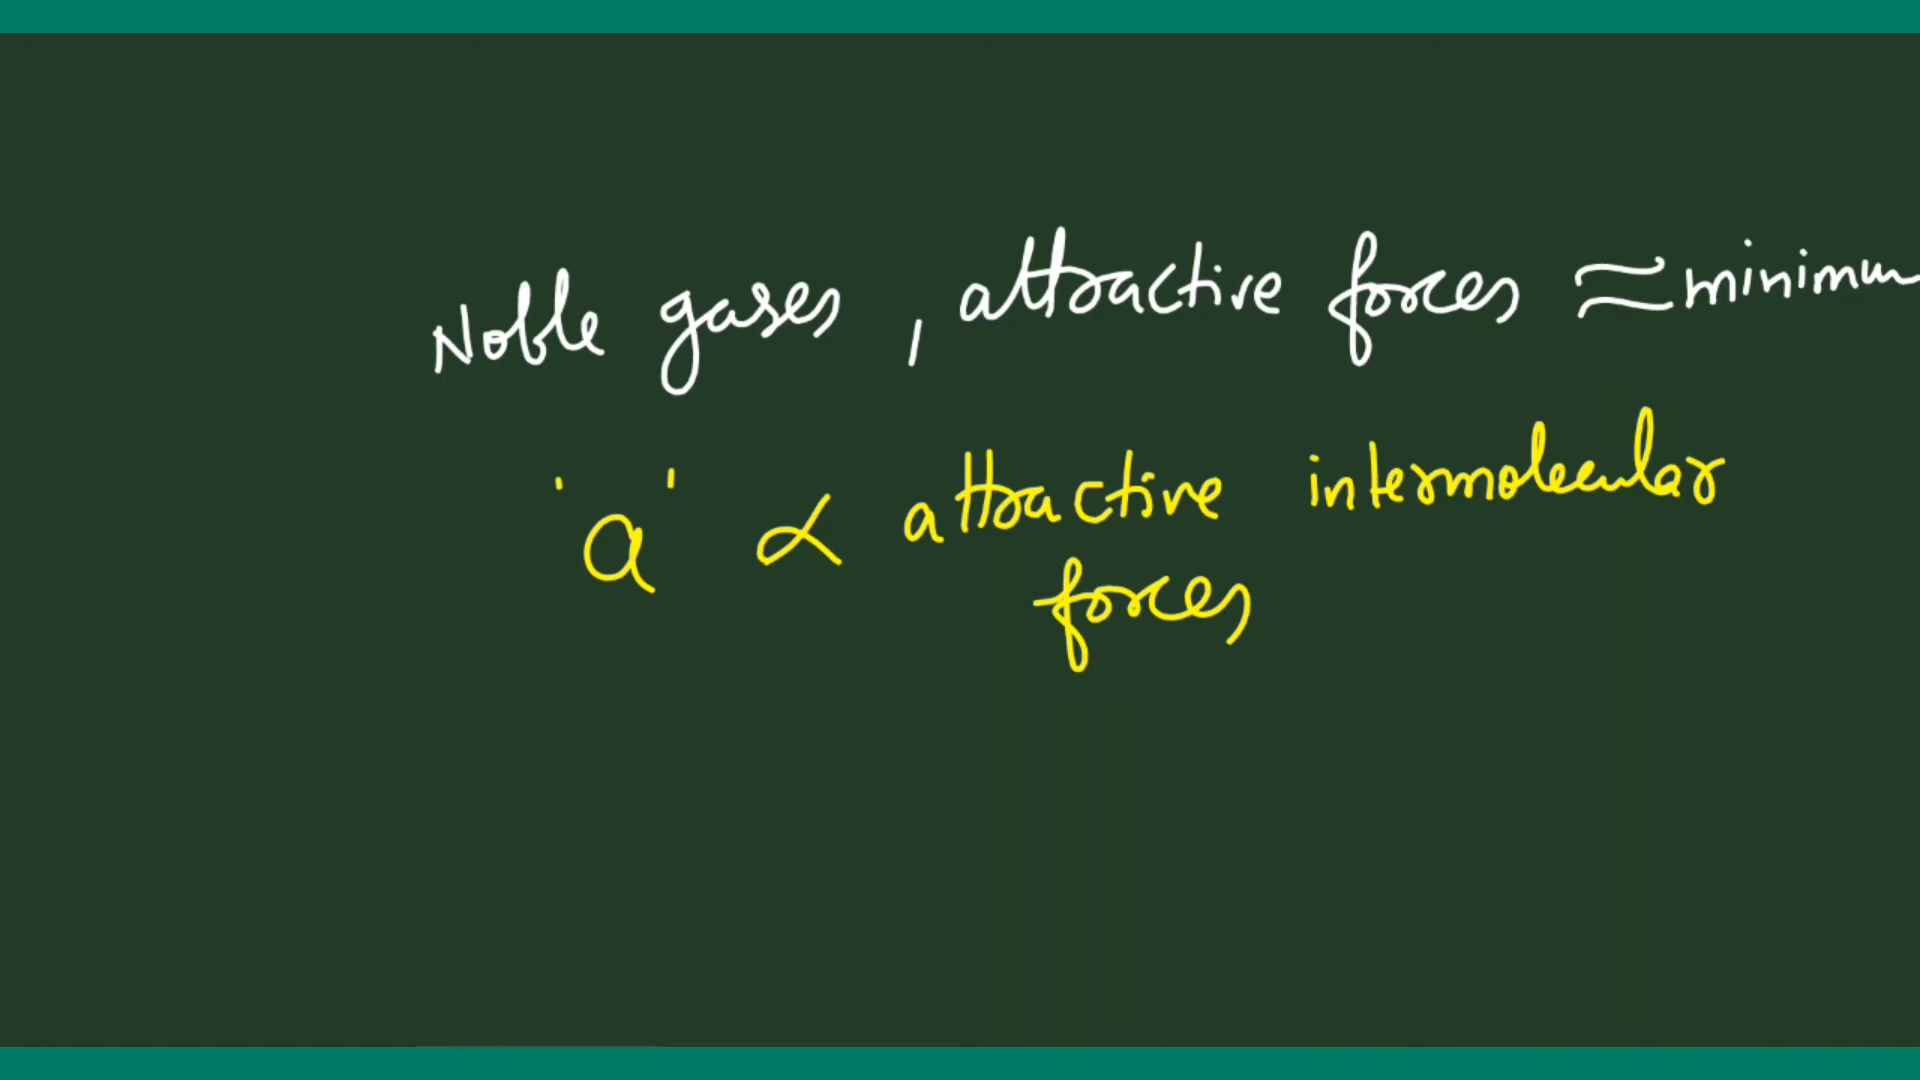 Noble gases, attractive forces ≈ minimum
'a' ∝ attractive intermolecular
forces